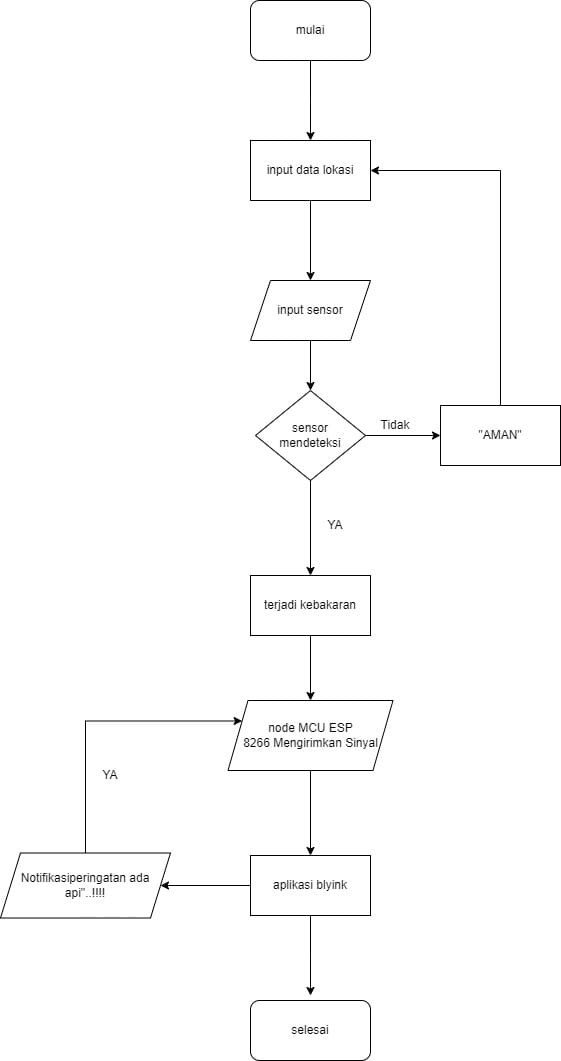 mulai
input data lokasi
input sensor
sensor
mendeteksi
Tidak
"AMAN"
YA
terjadi kebakaran
node MCU ESP
8266 Mengirimkan Sinyal
YA
Notifikasiperingatan ada
api"..!!!!
aplikasi blyink
selesai